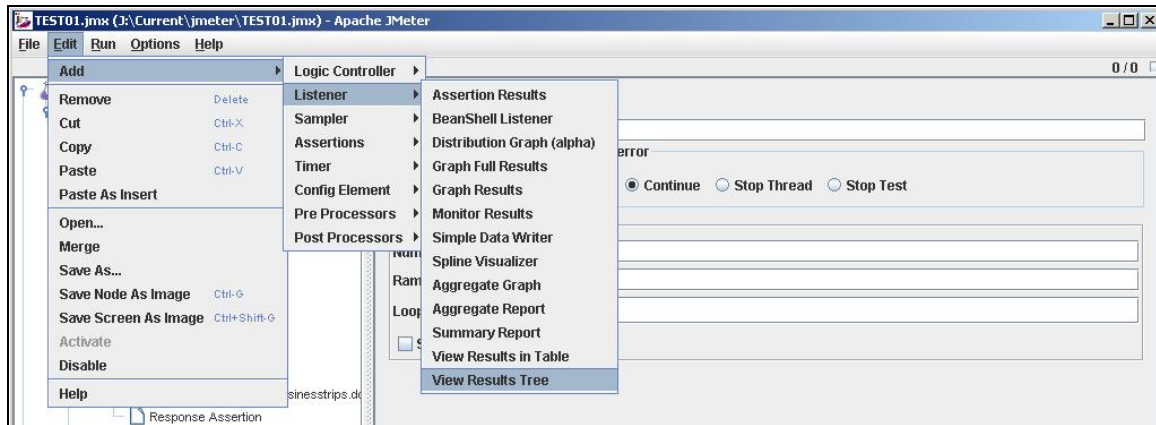 TEST01.jmx (J:\Current\jmeter\TEST01.jmx) - Apache JMeter
File Edit Run Options Help
0 / 0
Add
Remove Delete
Cut Ctrl-X
Copy Ctrl-C
Paste Ctrl-V
Paste As Insert
Open...
Merge
Save As...
Save Node As Image Ctrl-G
Save Screen As Image Ctrl+Shift-G
Activate
Disable
Help
Logic Controller
Listener
Sampler
Assertions
Timer
Config Element
Pre Processors
Post Processors
Assertion Results
BeanShell Listener
Distribution Graph (alpha)
Graph Full Results
Graph Results
Monitor Results
Simple Data Writer
Spline Visualizer
Aggregate Graph
Aggregate Report
Summary Report
View Results in Table
View Results Tree
error
Continue Stop Thread Stop Test
Num
Ram
Loop
S
sinesstrips.do
Response Assertion